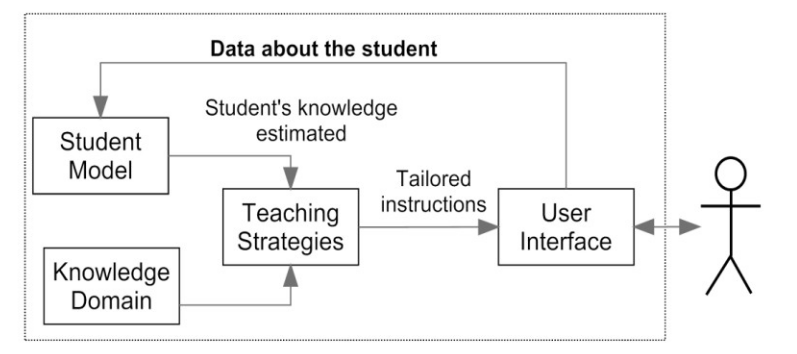 Data about the student
Student's knowledge
estimated
Student
Model
Tailored
instructions
Teaching
Strategies
User
Interface
Knowledge
Domain